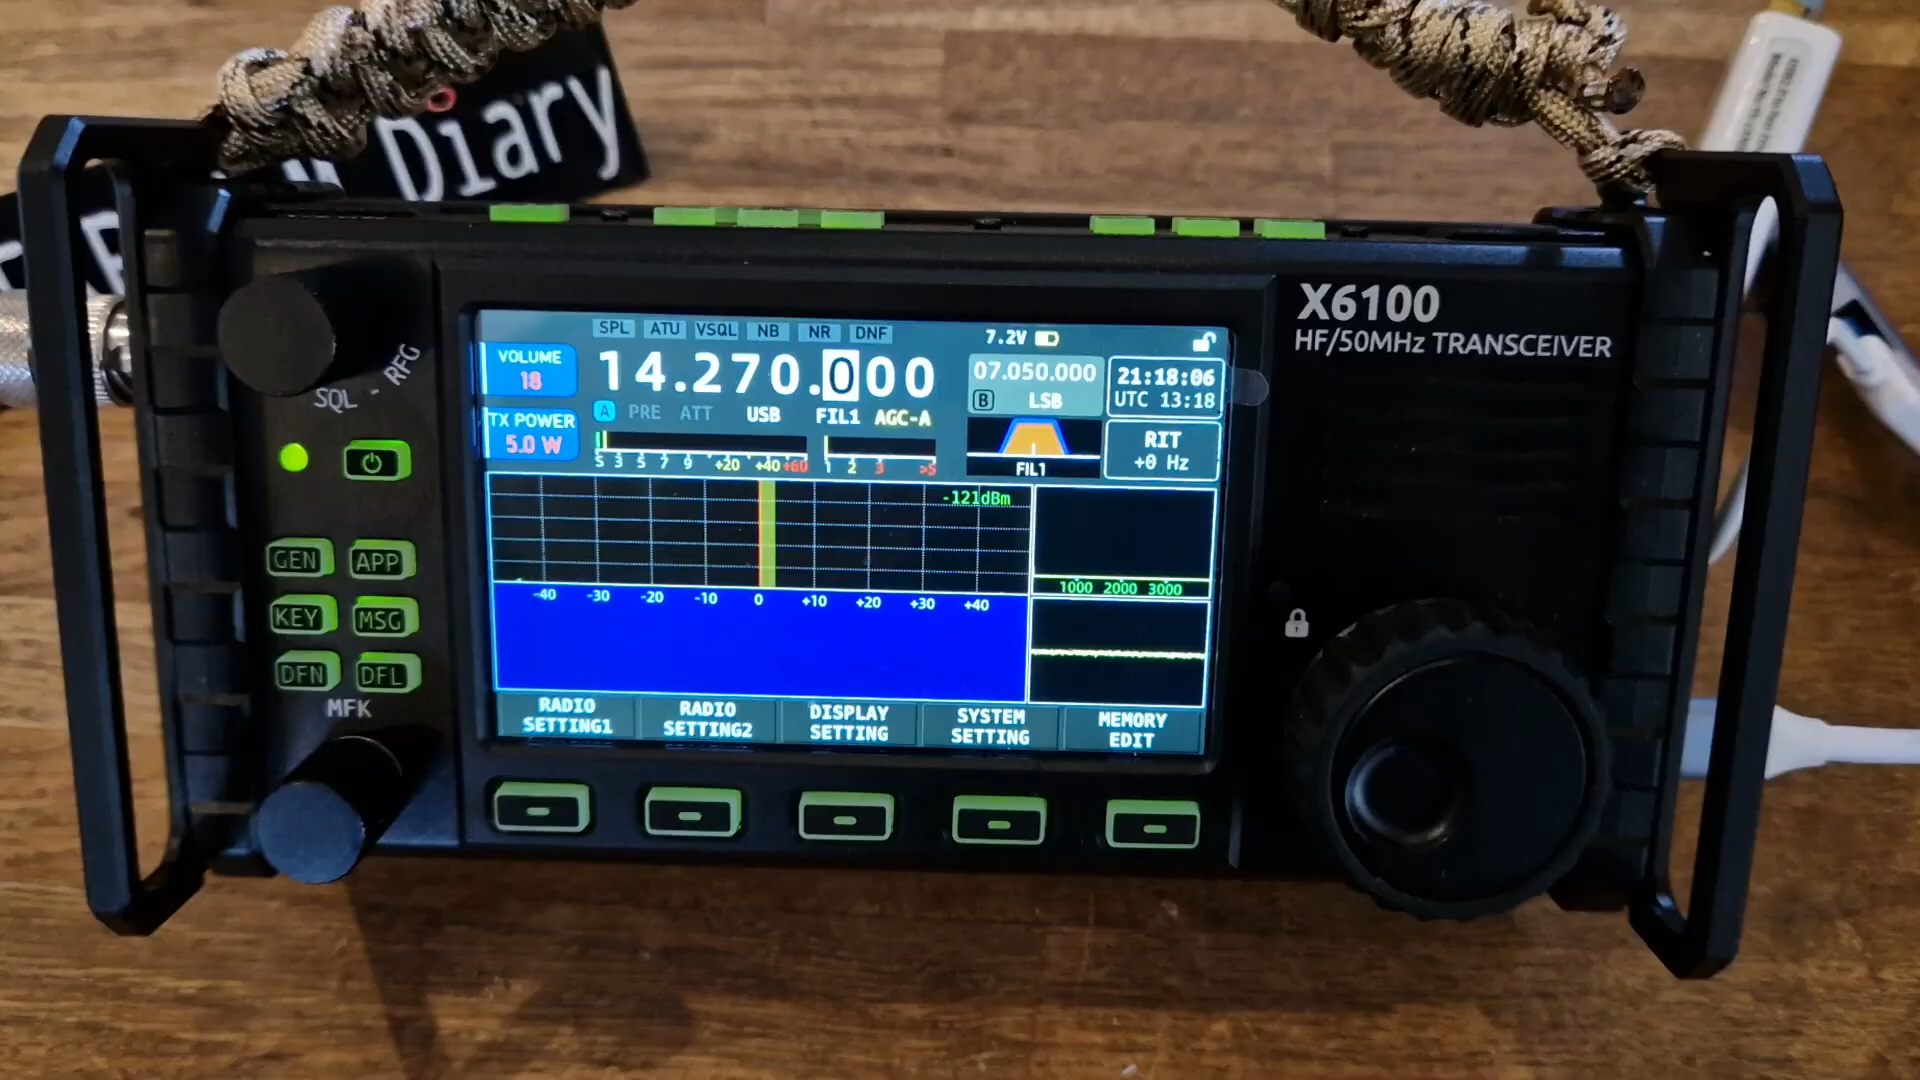 Diary
X6100
HF/50MHz TRANSCEIVER
SQL - RFG
GEN APP
KEY MSG
DFN DFL
MFK
SPL ATU VSQL NB NR DNF
7.2V
VOLUME
18
14.270.000
07.050.000
B LSB
21:18:06
UTC 13:18
TX POWER
5.0 W
A PRE ATT USB FIL1 AGC-A
S 3 5 7 9 +20 +40 +60
1 2 3 >5
FIL1
RIT
+0 Hz
-121dBm
-40 -30 -20 -10 0 +10 +20 +30 +40
1000 2000 3000
RADIO
SETTING1
RADIO
SETTING2
DISPLAY
SETTING
SYSTEM
SETTING
MEMORY
EDIT